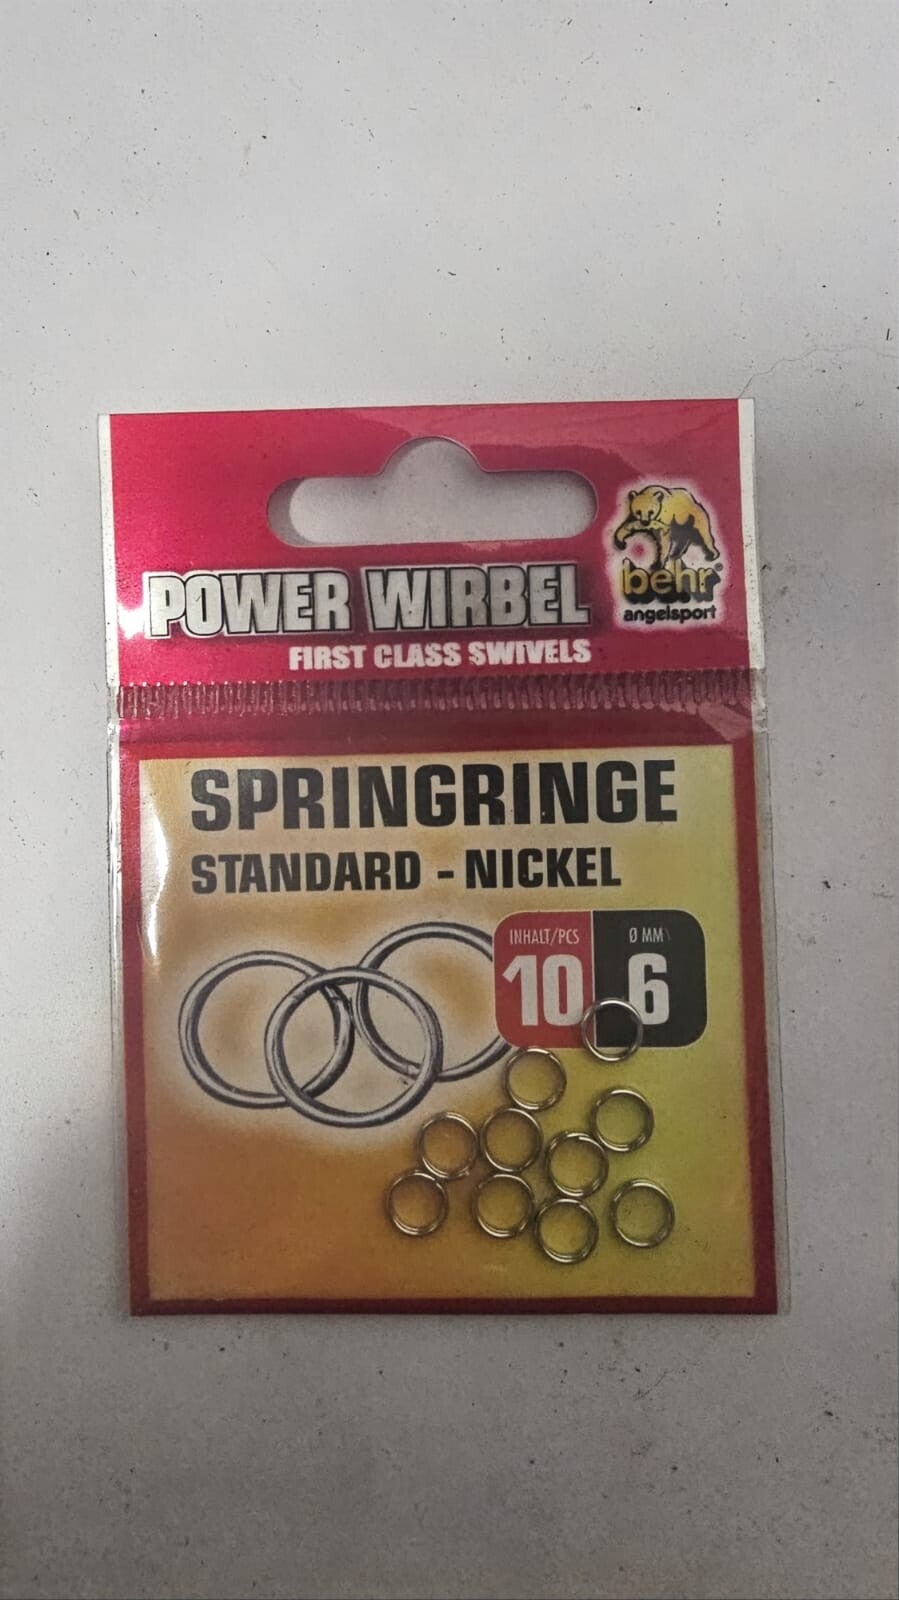 behr®
angelsport
POWER WIRBEL
FIRST CLASS SWIVELS
SPRINGRINGE
STANDARD - NICKEL
INHALT/PCS
10
Ø MM
6